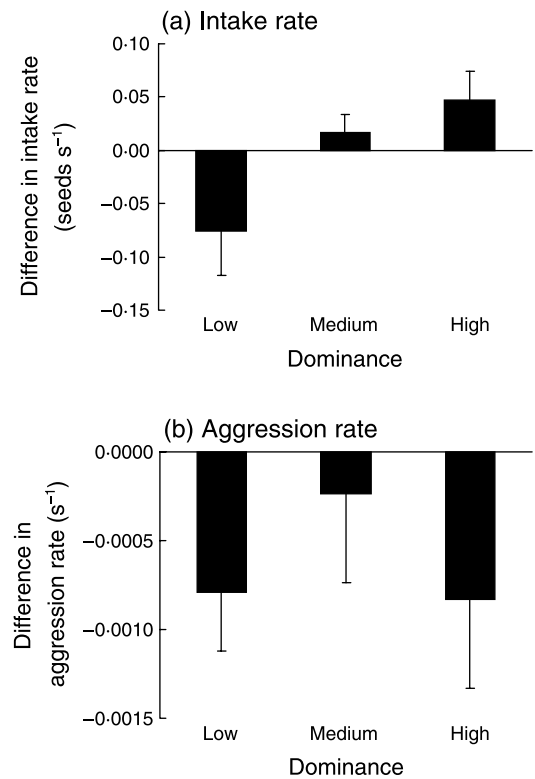 (a) Intake rate
Difference in intake rate
(seeds s⁻¹)
0·10
0·05
0·00
−0·05
−0·10
−0·15
Low Medium High
Dominance
(b) Aggression rate
Difference in
aggression rate (s⁻¹)
0·0000
−0·0005
−0·0010
−0·0015
Low Medium High
Dominance